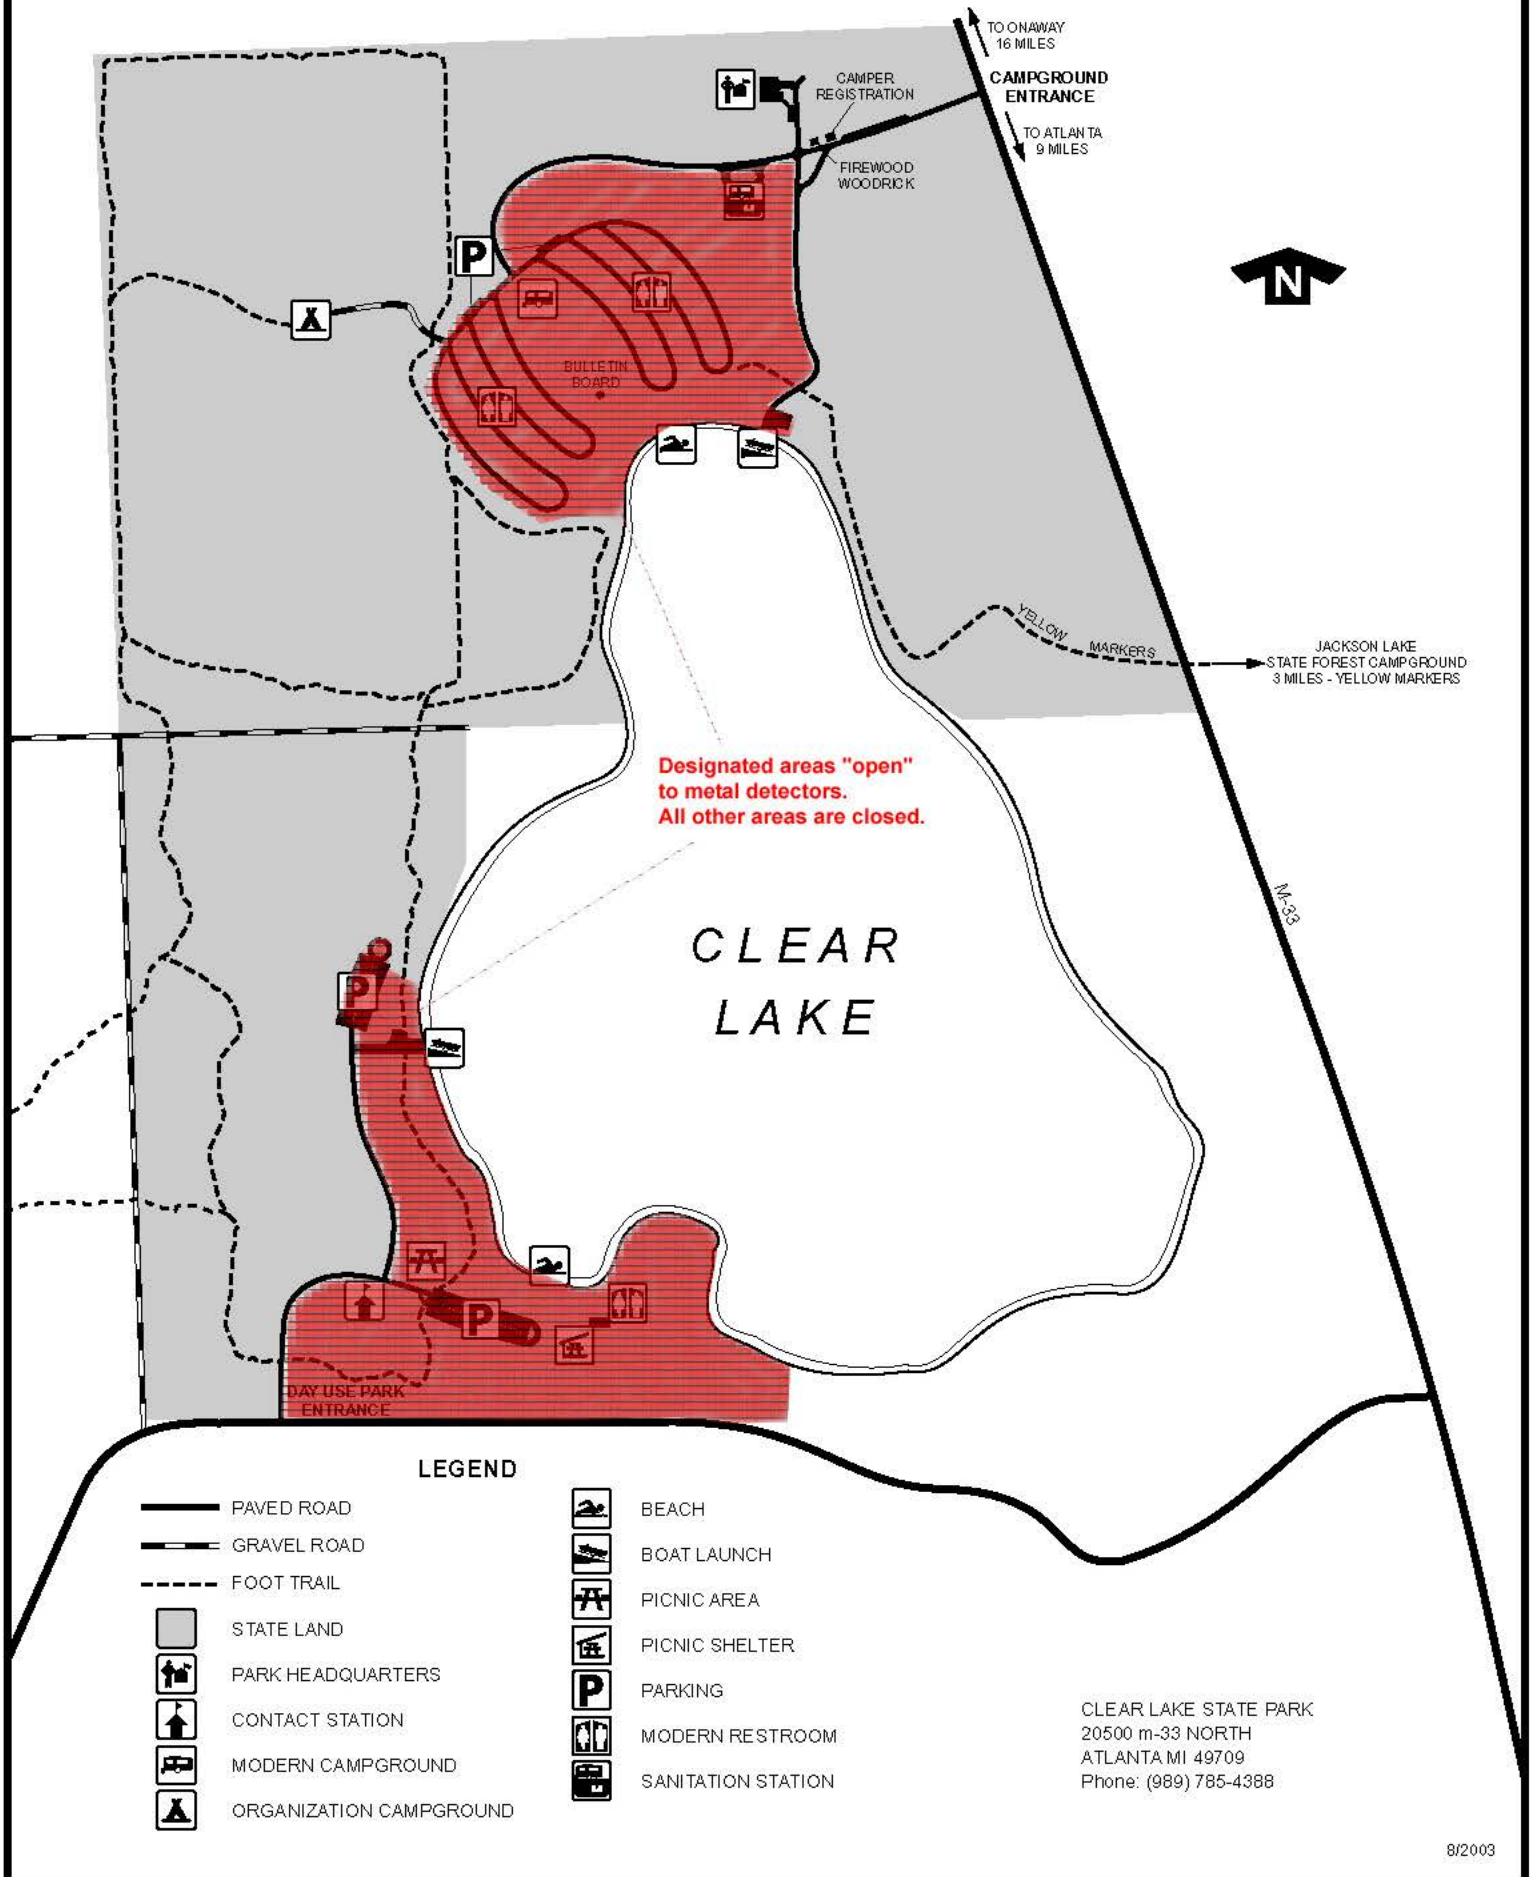 TO ONAWAY
16 MILES
CAMPGROUND
ENTRANCE
TO ATLANTA
9 MILES
CAMPER
REGISTRATION
FIREWOOD
WOODRICK
P
N
BULLETIN
BOARD
YELLOW MARKERS
JACKSON LAKE
STATE FOREST CAMPGROUND
3 MILES - YELLOW MARKERS
Designated areas "open"
to metal detectors.
All other areas are closed.
M-33
CLEAR
LAKE
P
P
DAY USE PARK
ENTRANCE
LEGEND
PAVED ROAD
GRAVEL ROAD
FOOT TRAIL
STATE LAND
PARK HEADQUARTERS
CONTACT STATION
MODERN CAMPGROUND
ORGANIZATION CAMPGROUND
BEACH
BOAT LAUNCH
PICNIC AREA
PICNIC SHELTER
P PARKING
MODERN RESTROOM
SANITATION STATION
CLEAR LAKE STATE PARK
20500 m-33 NORTH
ATLANTA MI 49709
Phone: (989) 785-4388
8/2003